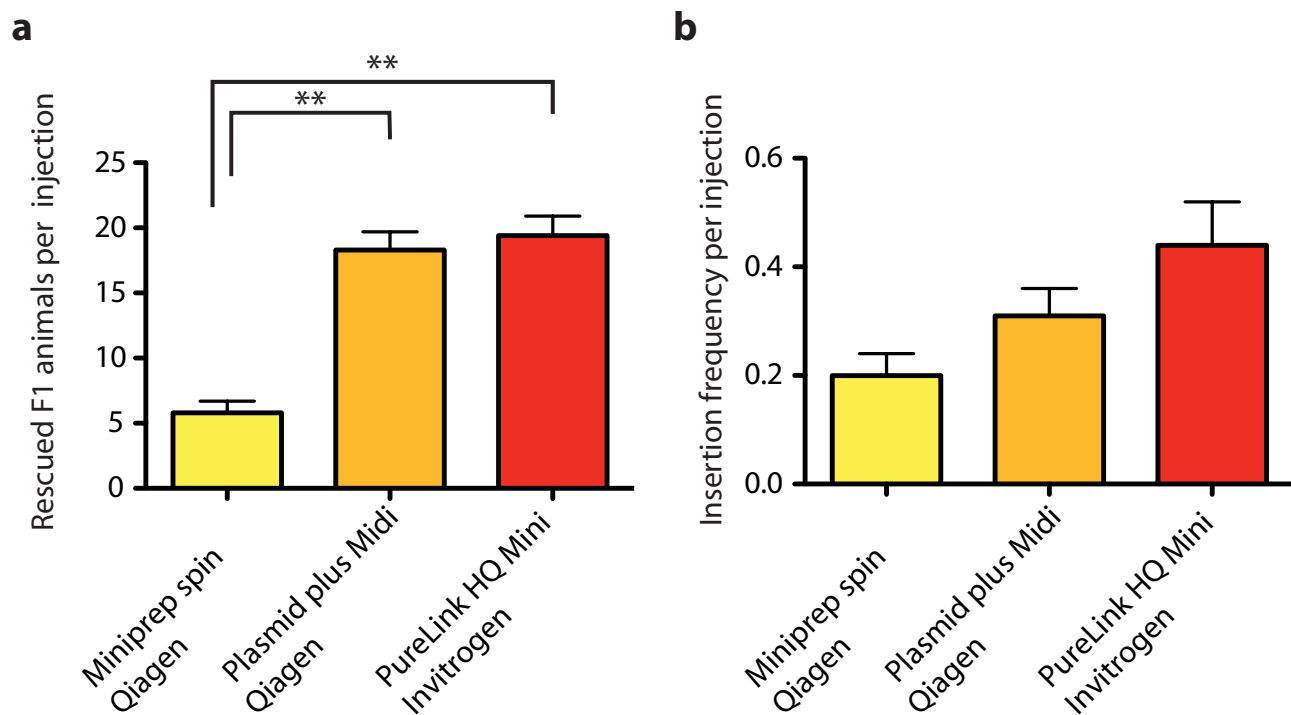 a
**
**
Rescued F1 animals per injection
25
20
15
10
5
0
Miniprep spin
Qiagen
Plasmid plus Midi
Qiagen
PureLink HQ Mini
Invitrogen
b
Insertion frequency per injection
0.6
0.4
0.2
0.0
Miniprep spin
Qiagen
Plasmid plus Midi
Qiagen
PureLink HQ Mini
Invitrogen